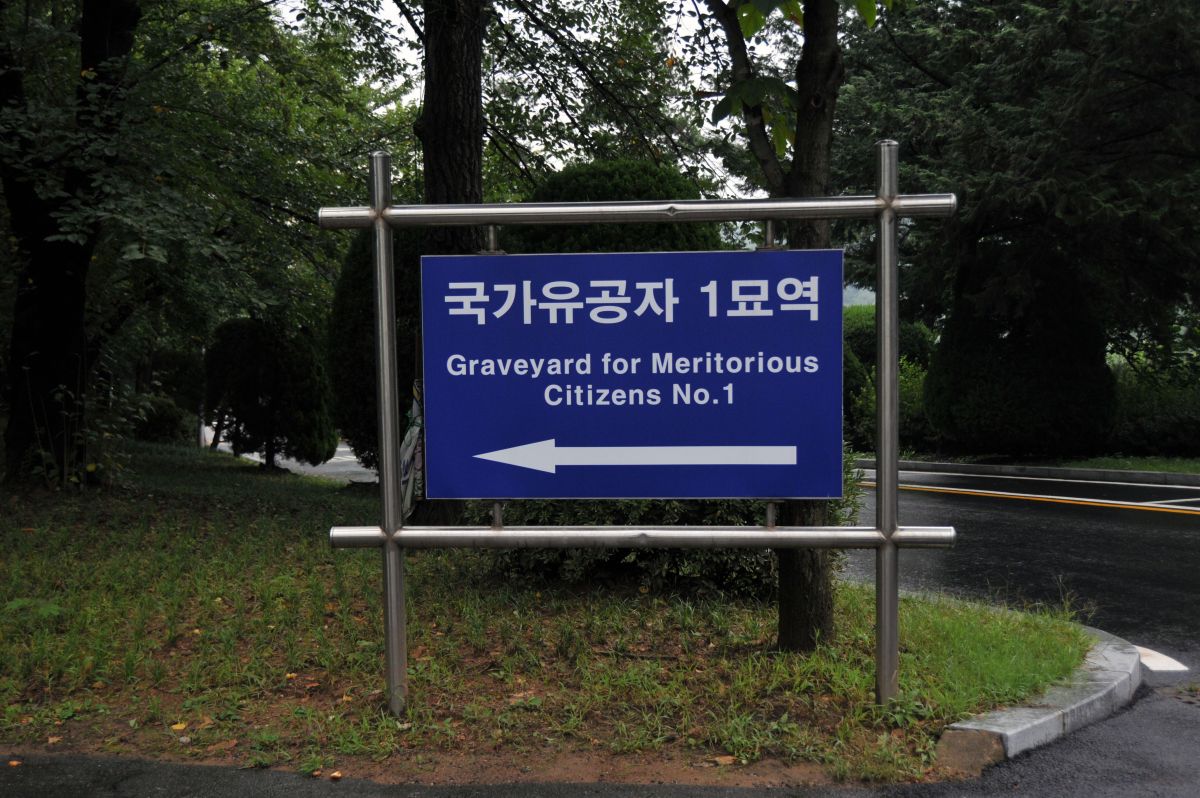 국가유공자 1묘역
Graveyard for Meritorious
Citizens No.1